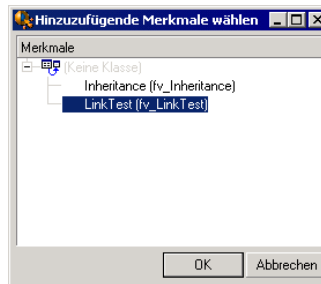 Hinzuzufügende Merkmale wählen
Merkmale
(Keine Klasse)
Inheritance (fv_Inheritance)
LinkTest (fv_LinkTest)
OK
Abbrechen